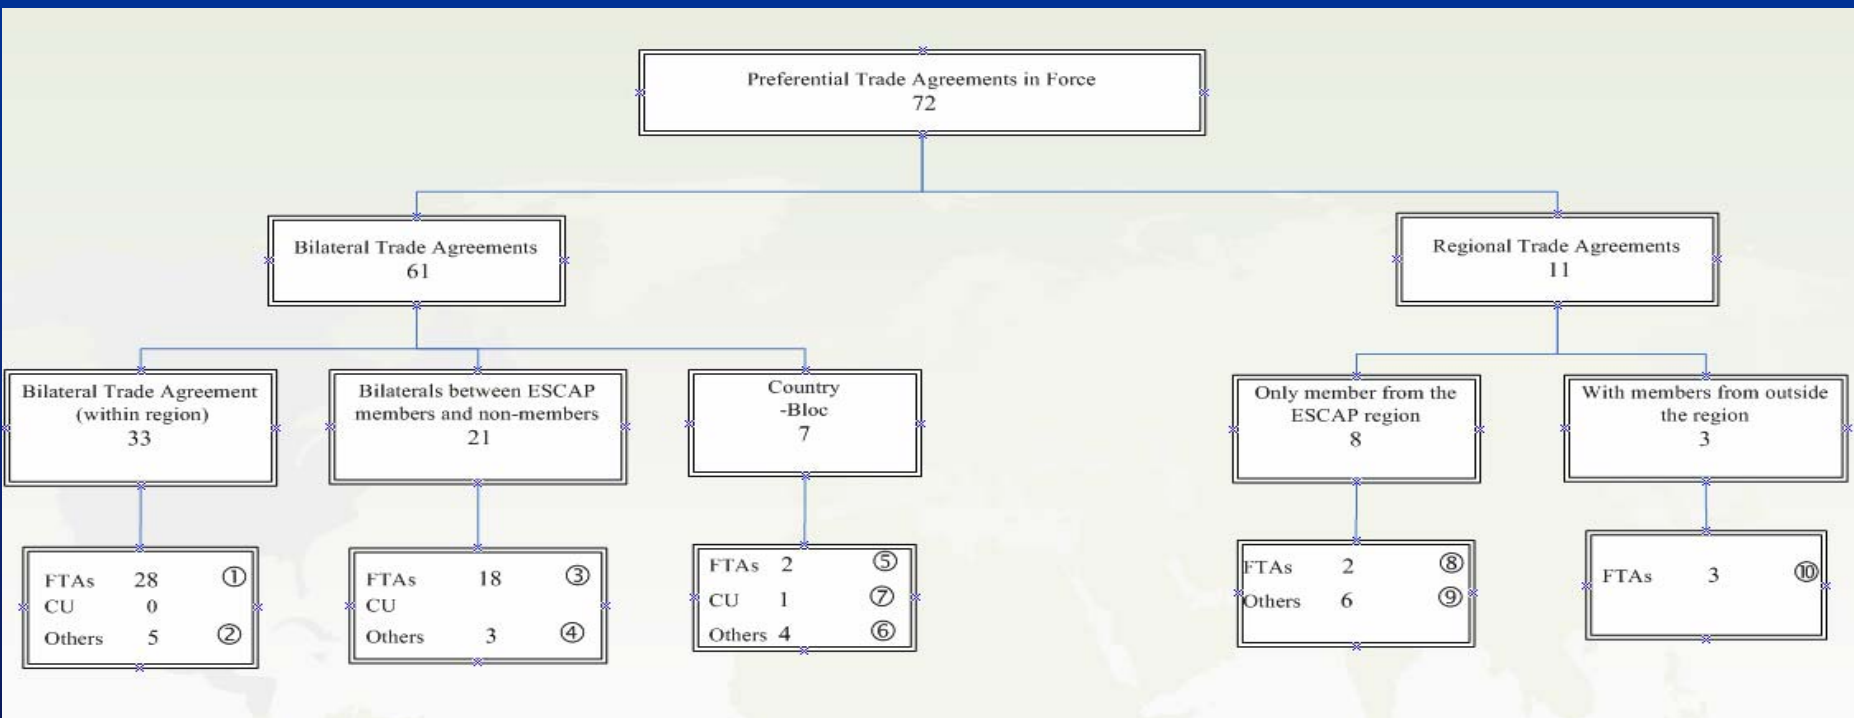 Preferential Trade Agreements in Force
72
Bilateral Trade Agreements
61
Regional Trade Agreements
11
Bilateral Trade Agreement
(within region)
33
Bilaterals between ESCAP
members and non-members
21
Country
-Bloc
7
Only member from the
ESCAP region
8
With members from outside
the region
3
FTAs 28 ①
CU 0
Others 5 ②
FTAs 18 ③
CU
Others 3 ④
FTAs 2 ⑤
CU 1 ⑦
Others 4 ⑥
FTAs 2 ⑧
Others 6 ⑨
FTAs 3 ⑩